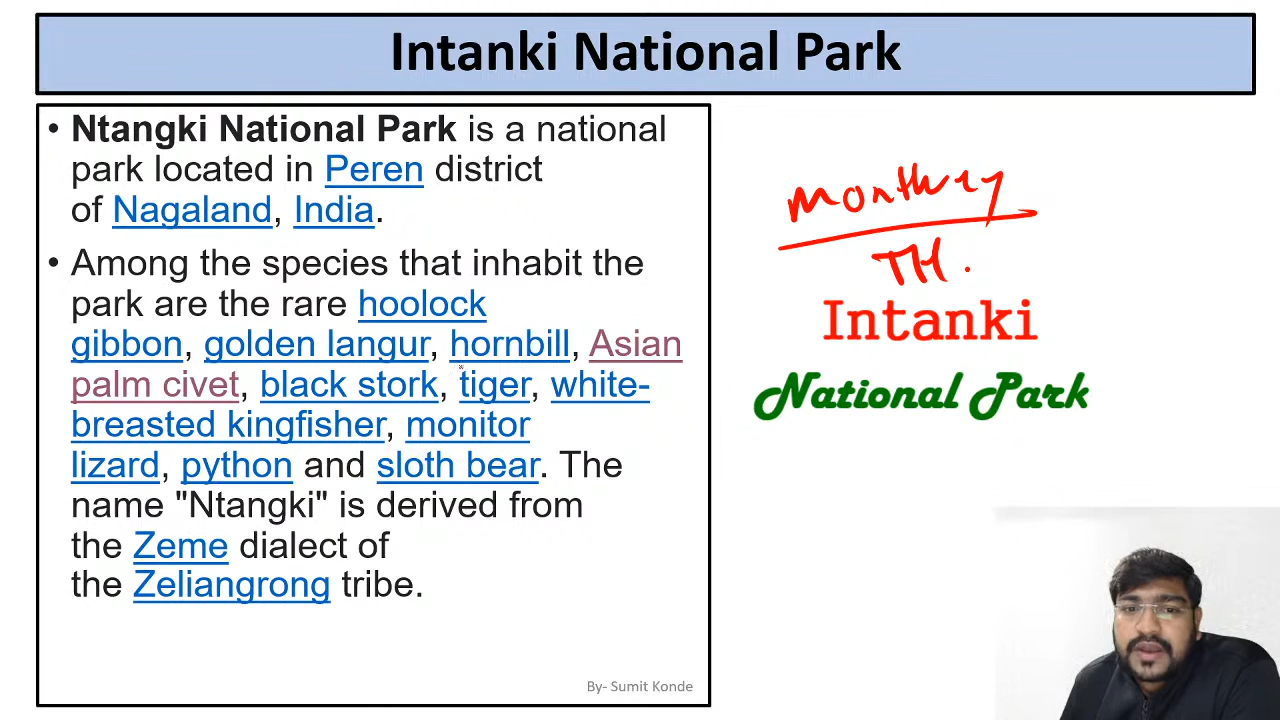 Intanki National Park
• Ntangki National Park is a national
park located in Peren district
of Nagaland, India.
• Among the species that inhabit the
park are the rare hoolock
gibbon, golden langur, hornbill, Asian
palm civet, black stork, tiger, white-
breasted kingfisher, monitor
lizard, python and sloth bear. The
name "Ntangki" is derived from
the Zeme dialect of
the Zeliangrong tribe.
By- Sumit Konde
TH.
Intanki
National Park